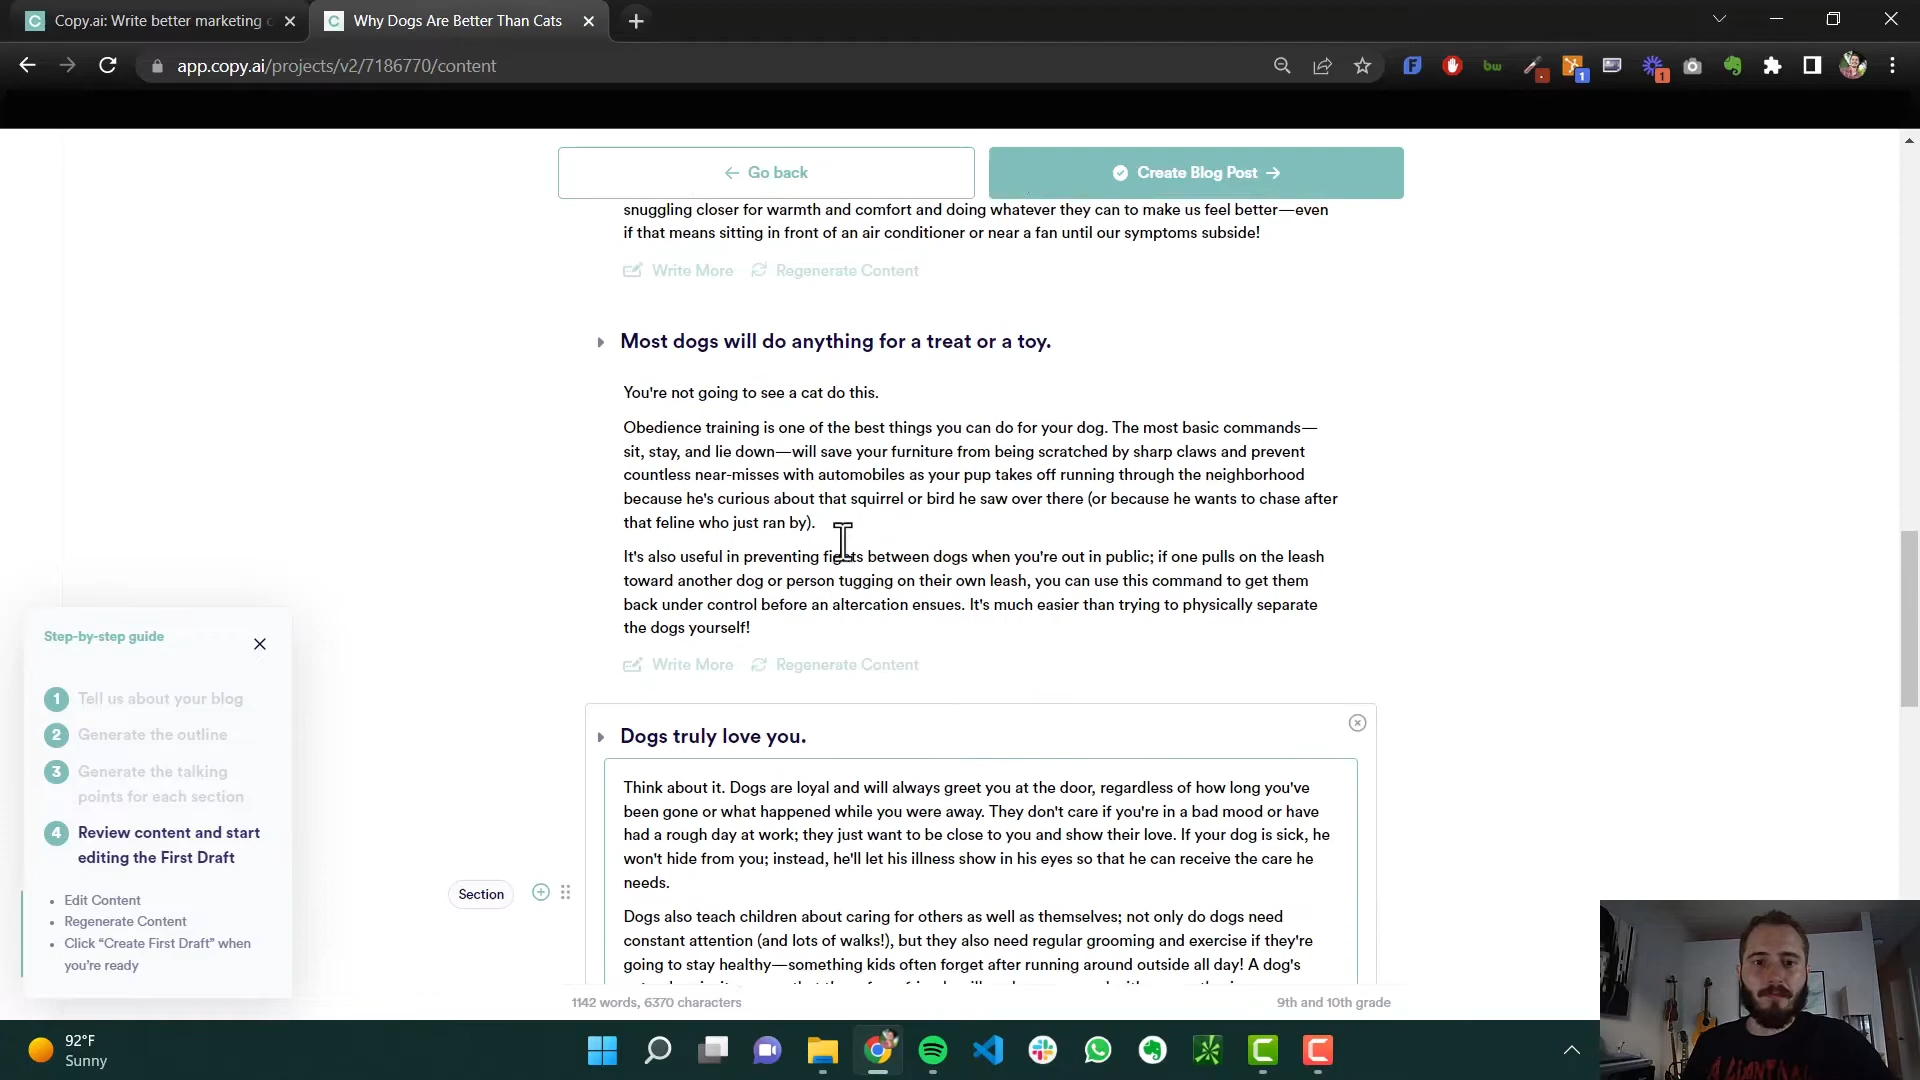 Copy.ai: Write better marketing c
Why Dogs Are Better Than Cats
app.copy.ai/projects/v2/7186770/content
bw
1
1
Go back
Create Blog Post
snuggling closer for warmth and comfort and doing whatever they can to make us feel better—even
if that means sitting in front of an air conditioner or near a fan until our symptoms subside!
Write More
Regenerate Content
Most dogs will do anything for a treat or a toy.
You're not going to see a cat do this.
Obedience training is one of the best things you can do for your dog. The most basic commands—
sit, stay, and lie down—will save your furniture from being scratched by sharp claws and prevent
countless near-misses with automobiles as your pup takes off running through the neighborhood
because he's curious about that squirrel or bird he saw over there (or because he wants to chase after
that feline who just ran by).
It's also useful in preventing fights between dogs when you're out in public; if one pulls on the leash
toward another dog or person tugging on their own leash, you can use this command to get them
back under control before an altercation ensues. It's much easier than trying to physically separate
the dogs yourself!
Write More
Regenerate Content
Dogs truly love you.
Think about it. Dogs are loyal and will always greet you at the door, regardless of how long you've
been gone or what happened while you were away. They don't care if you're in a bad mood or have
had a rough day at work; they just want to be close to you and show their love. If your dog is sick, he
won't hide from you; instead, he'll let his illness show in his eyes so that he can receive the care he
needs.
Section
Dogs also teach children about caring for others as well as themselves; not only do dogs need
constant attention (and lots of walks!), but they also need regular grooming and exercise if they're
going to stay healthy—something kids often forget after running around outside all day! A dog's
1142 words, 6370 characters
9th and 10th grade
Step-by-step guide
1 Tell us about your blog
2 Generate the outline
3 Generate the talking
points for each section
4 Review content and start
editing the First Draft
• Edit Content
• Regenerate Content
• Click “Create First Draft” when
you're ready
92°F
Sunny